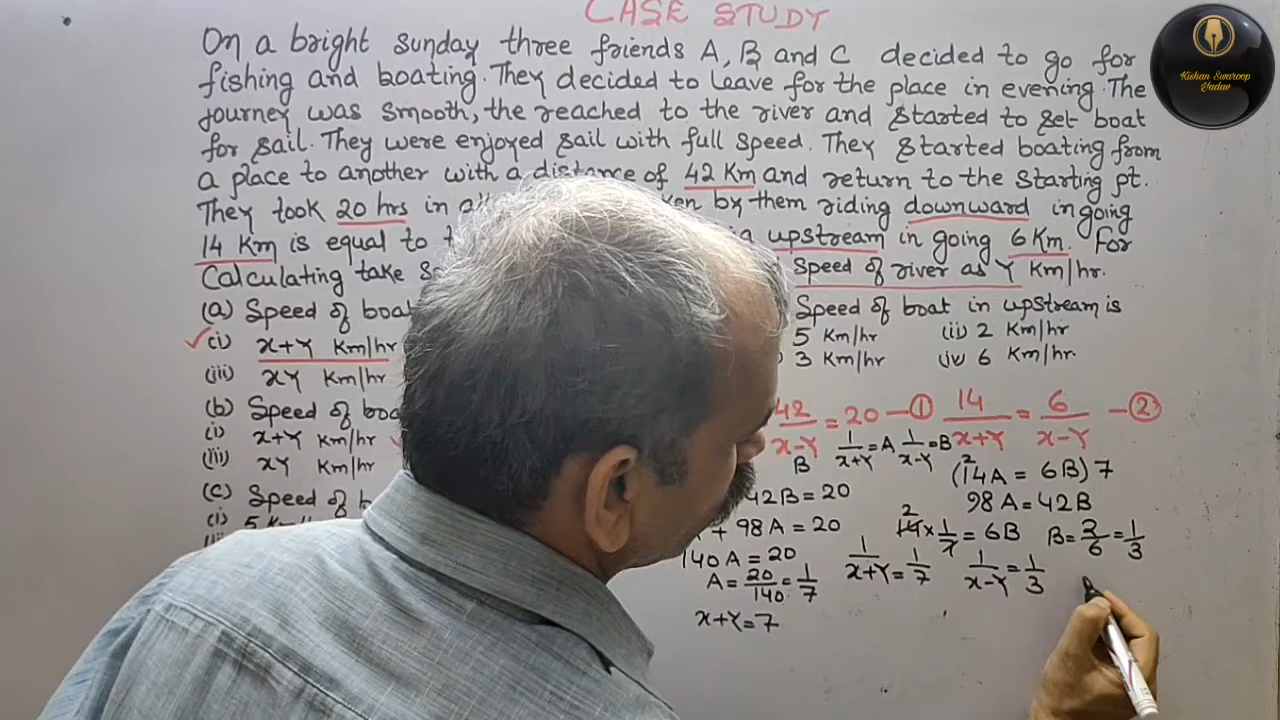 CASE STUDY
Kishan Swaroop
Yadav
On a bright sunday three friends A, B and C decided to go for
fishing and boating. They decided to leave for the place in evening. The
journey was smooth, the reached to the river and started to set boat
for sail. They were enjoyed sail with full speed. They started boating from
a place to another with a distance of 42 Km and return to the starting pt.
They took 20 hrs in by them riding downward in going
14 Km is equal to upstream in going 6 Km. For
Calculating take Speed of river as Y Km/hr.
(a) Speed of boat
(i) x+Y Km/hr
(iii) xY Km/hr
(b) Speed of
(i) x+Y Km/hr
(iii) xY Km/hr
(c) Speed of
(i) 5
Speed of boat in upstream is
5 Km/hr (ii) 2 Km/hr
3 Km/hr (iv) 6 Km/hr.
42/x-Y = 20 —① 14/x+Y = 6/x-Y —②
B 1/x+Y = A 1/x-Y = B
(14A = 6B) 7
2
42B = 20 98A = 42B
+ 98A = 20 14 × 1/7 = 6B B = 2/6 = 1/3
2
140A = 20 1/x+Y = 1/7 1/x-Y = 1/3
A = 20/140 = 1/7
x+Y = 7